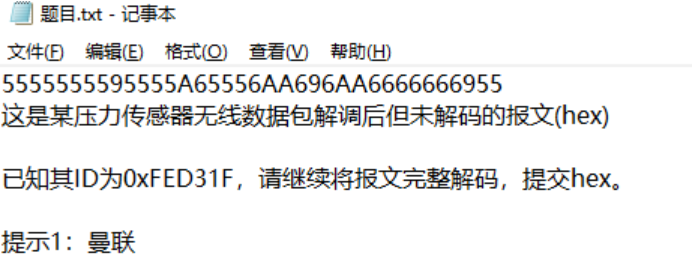 题目.txt - 记事本
文件(F) 编辑(E) 格式(O) 查看(V) 帮助(H)
5555555595555A65556AA696AA6666666955
这是某压力传感器无线数据包解调后但未解码的报文(hex)
已知其ID为0xFED31F，请继续将报文完整解码，提交hex。
提示1：曼联